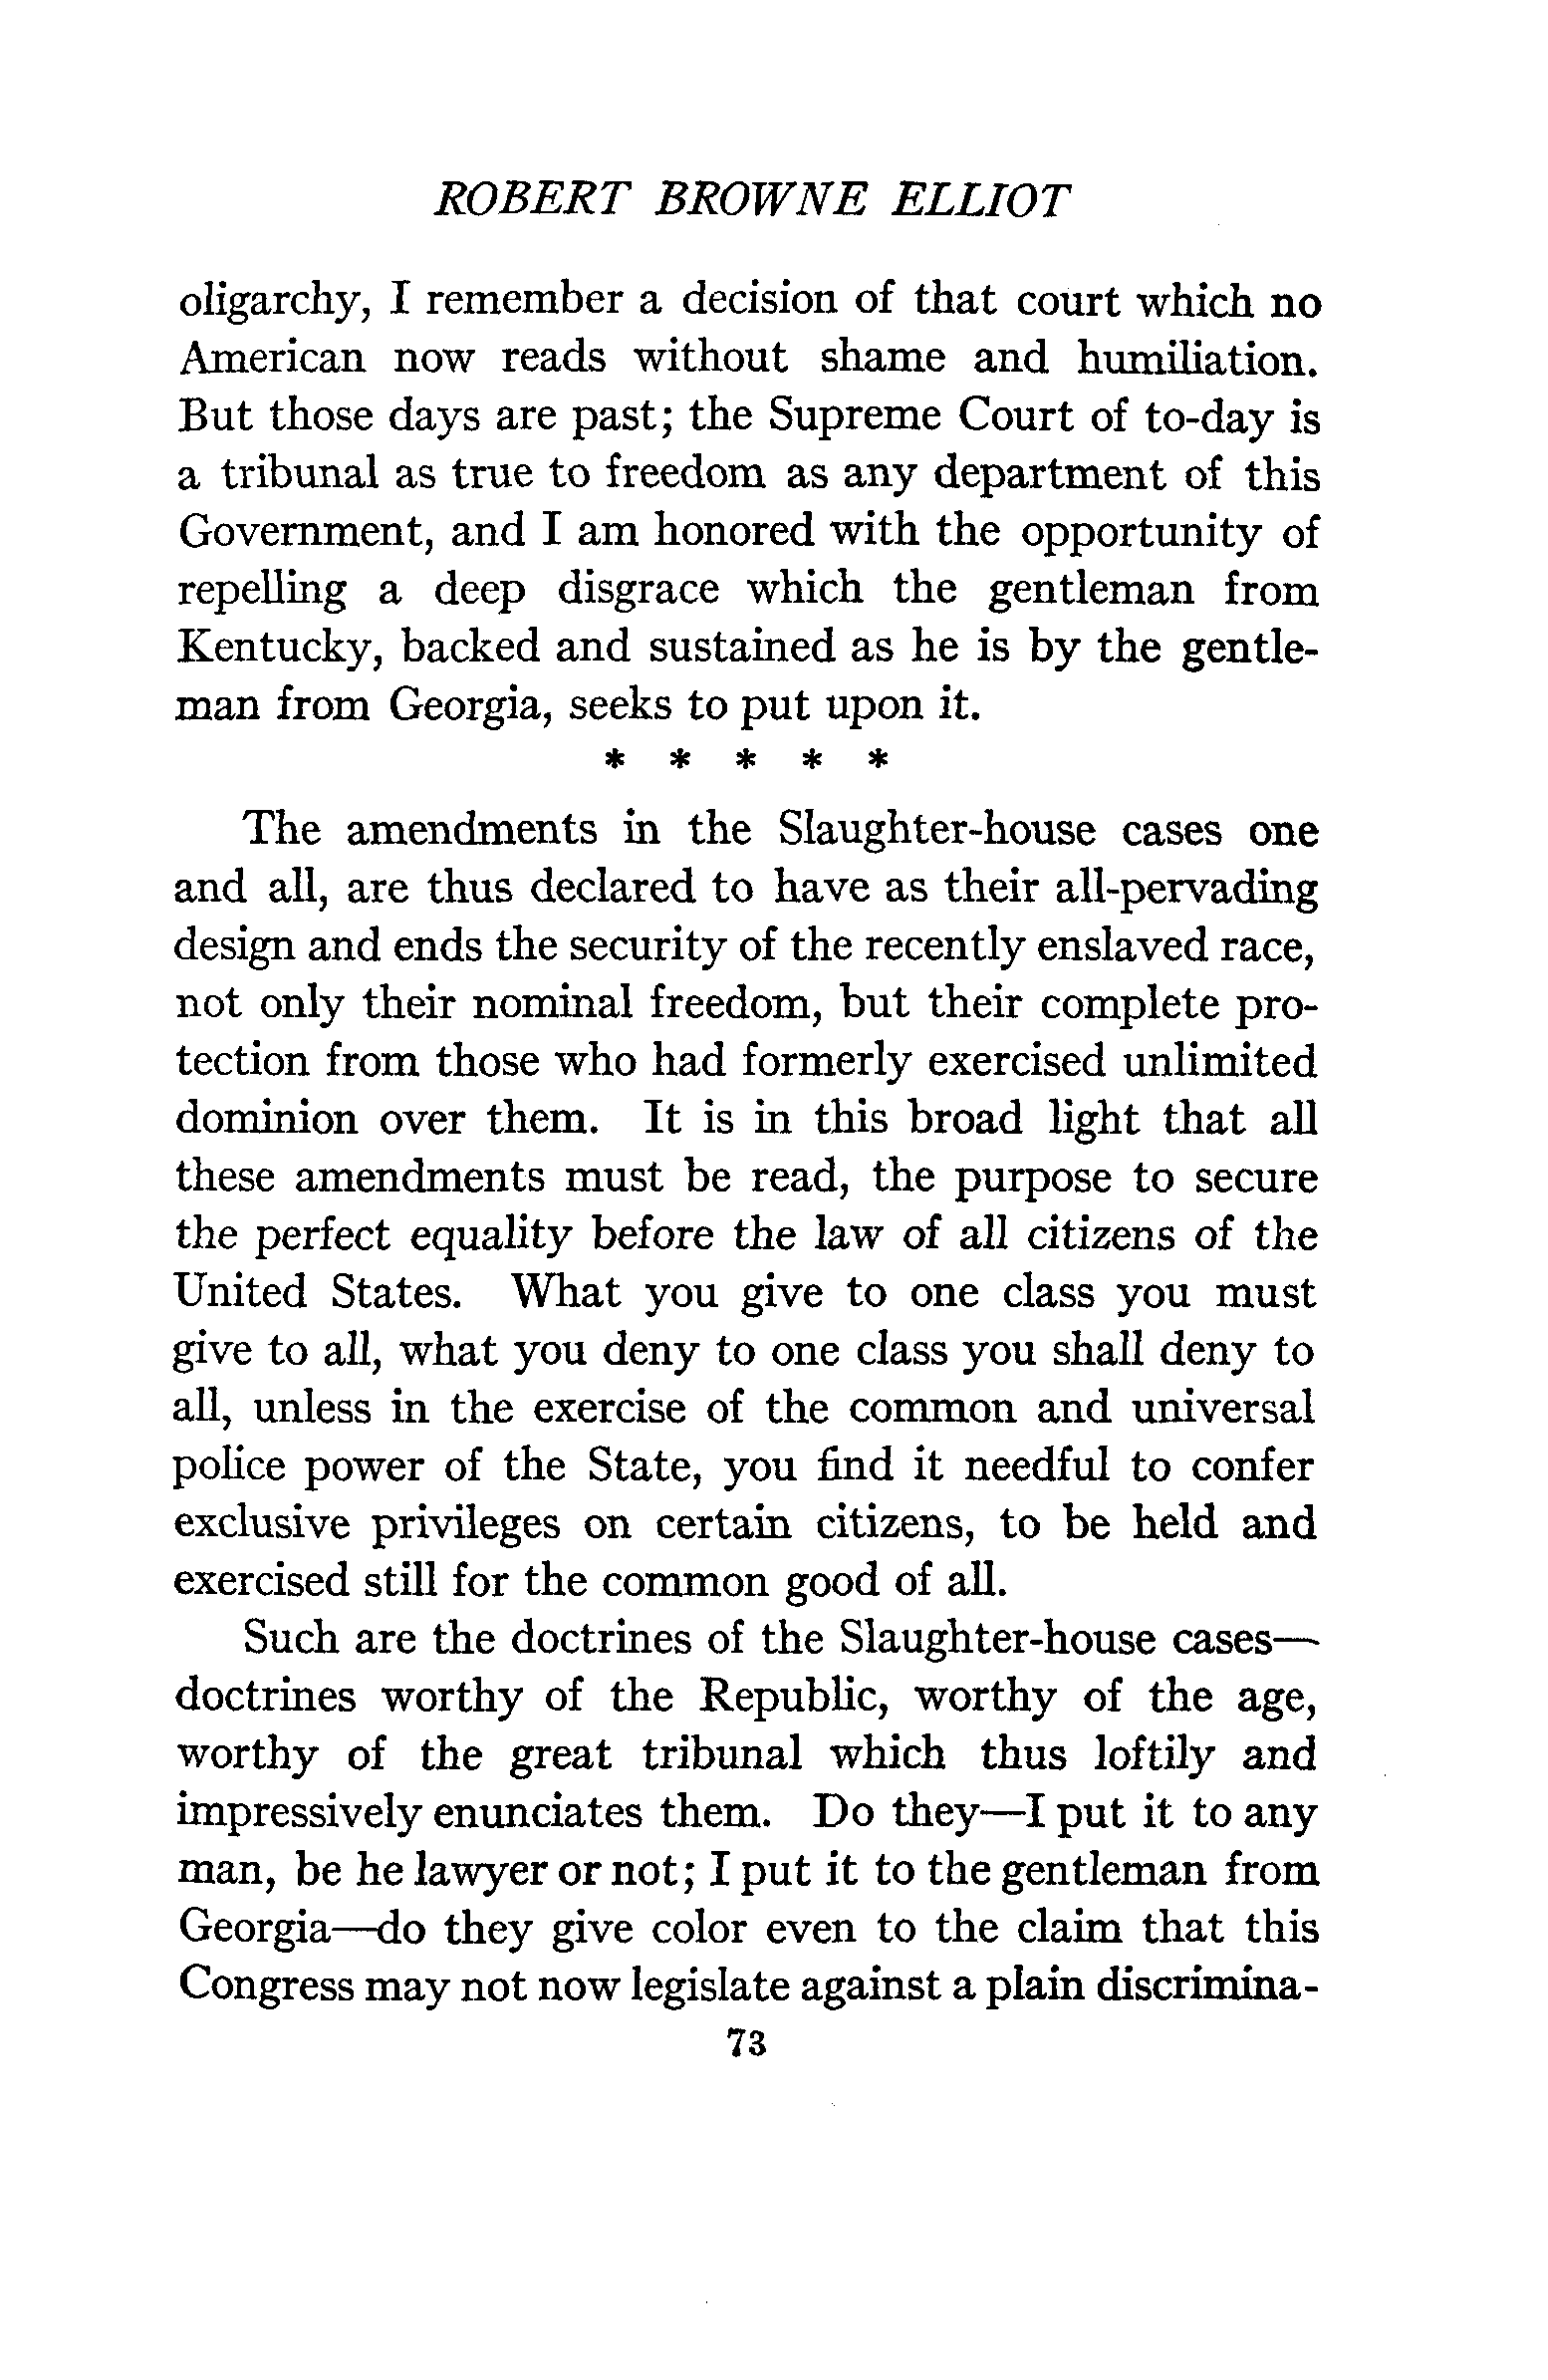 ROBERT BROWNE ELLIOT
oligarchy, I remember a decision of that court which no
American now reads without shame and humiliation.
But those days are past; the Supreme Court of to-day is
a tribunal as true to freedom as any department of this
Government, and I am honored with the opportunity of
repelling a deep disgrace which the gentleman from
Kentucky, backed and sustained as he is by the gentle-
man from Georgia, seeks to put upon it.
* * * * *
The amendments in the Slaughter-house cases one
and all, are thus declared to have as their all-pervading
design and ends the security of the recently enslaved race,
not only their nominal freedom, but their complete pro-
tection from those who had formerly exercised unlimited
dominion over them. It is in this broad light that all
these amendments must be read, the purpose to secure
the perfect equality before the law of all citizens of the
United States. What you give to one class you must
give to all, what you deny to one class you shall deny to
all, unless in the exercise of the common and universal
police power of the State, you find it needful to confer
exclusive privileges on certain citizens, to be held and
exercised still for the common good of all.
Such are the doctrines of the Slaughter-house cases—
doctrines worthy of the Republic, worthy of the age,
worthy of the great tribunal which thus loftily and
impressively enunciates them. Do they—I put it to any
man, be he lawyer or not; I put it to the gentleman from
Georgia—do they give color even to the claim that this
Congress may not now legislate against a plain discrimina-
73